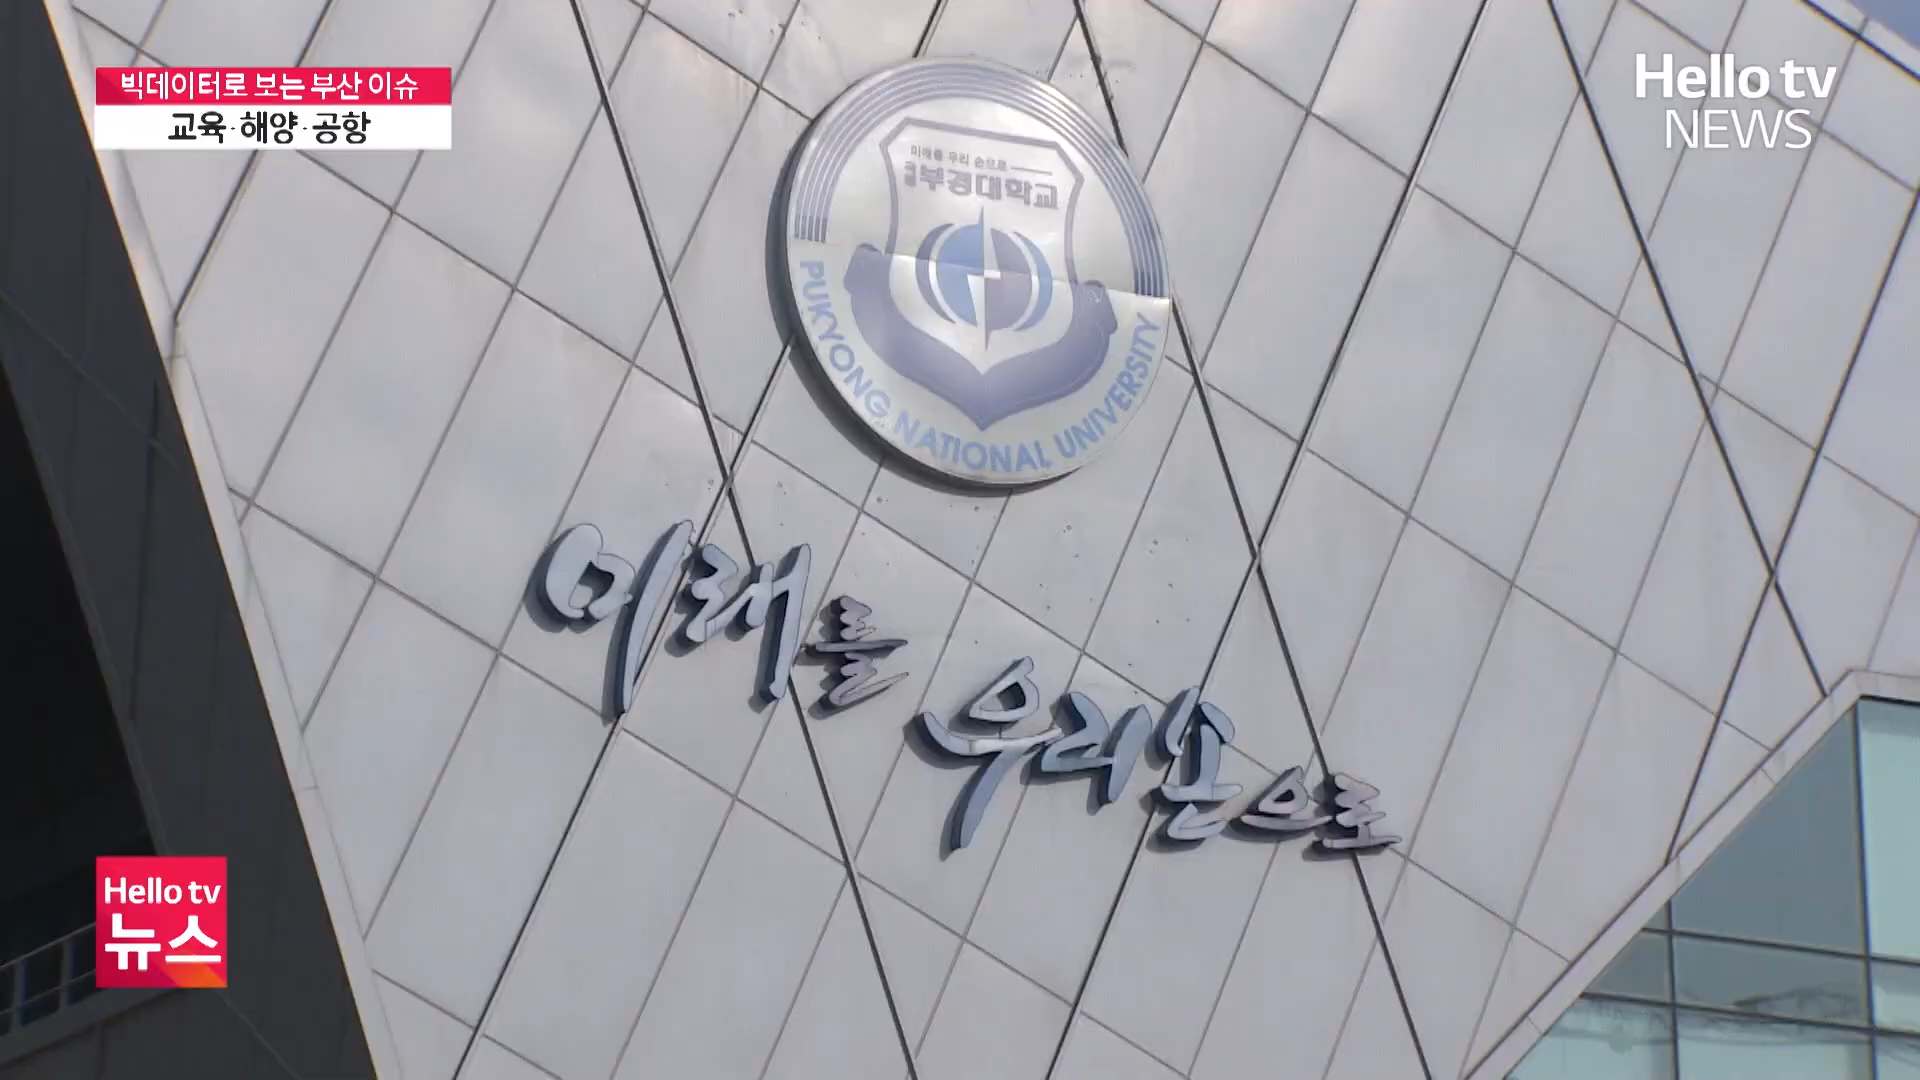 빅데이터로 보는 부산 이슈
교육·해양·공항
Hello tv
NEWS
미래를 우리 손으로
국립부경대학교
PUKYONG NATIONAL UNIVERSITY
미래를 우리 손으로
Hello tv
뉴스